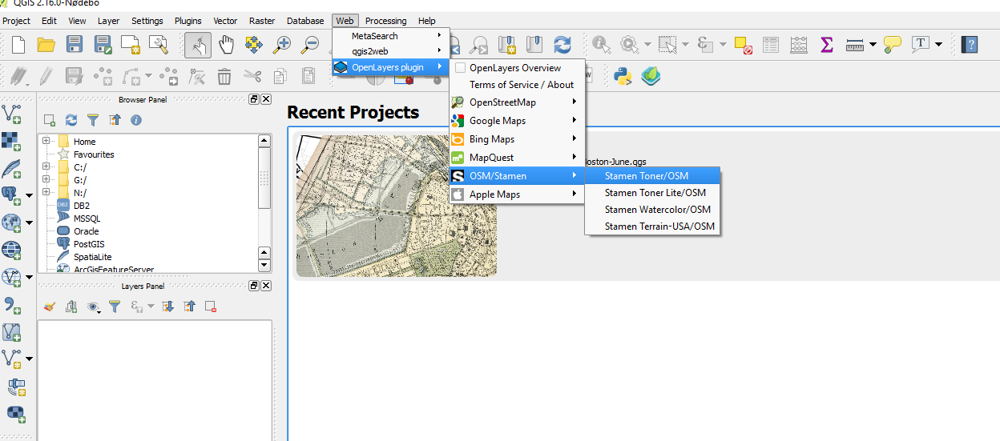 QGIS 2.16.0-Nødebo
Project Edit View Layer Settings Plugins Vector Raster Database Web Processing Help
MetaSearch
qgis2web
OpenLayers plugin
OpenLayers Overview
Terms of Service / About
OpenStreetMap
Google Maps
Bing Maps
MapQuest
OSM/Stamen
Apple Maps
Stamen Toner/OSM
Stamen Toner Lite/OSM
Stamen Watercolor/OSM
Stamen Terrain-USA/OSM
Browser Panel
Home
Favourites
C:/
G:/
N:/
DB2
DB2
MSSQL
Oracle
PostGIS
SpatiaLite
ArcGisFeatureServer
Layers Panel
Recent Projects
Boston-June.qgs